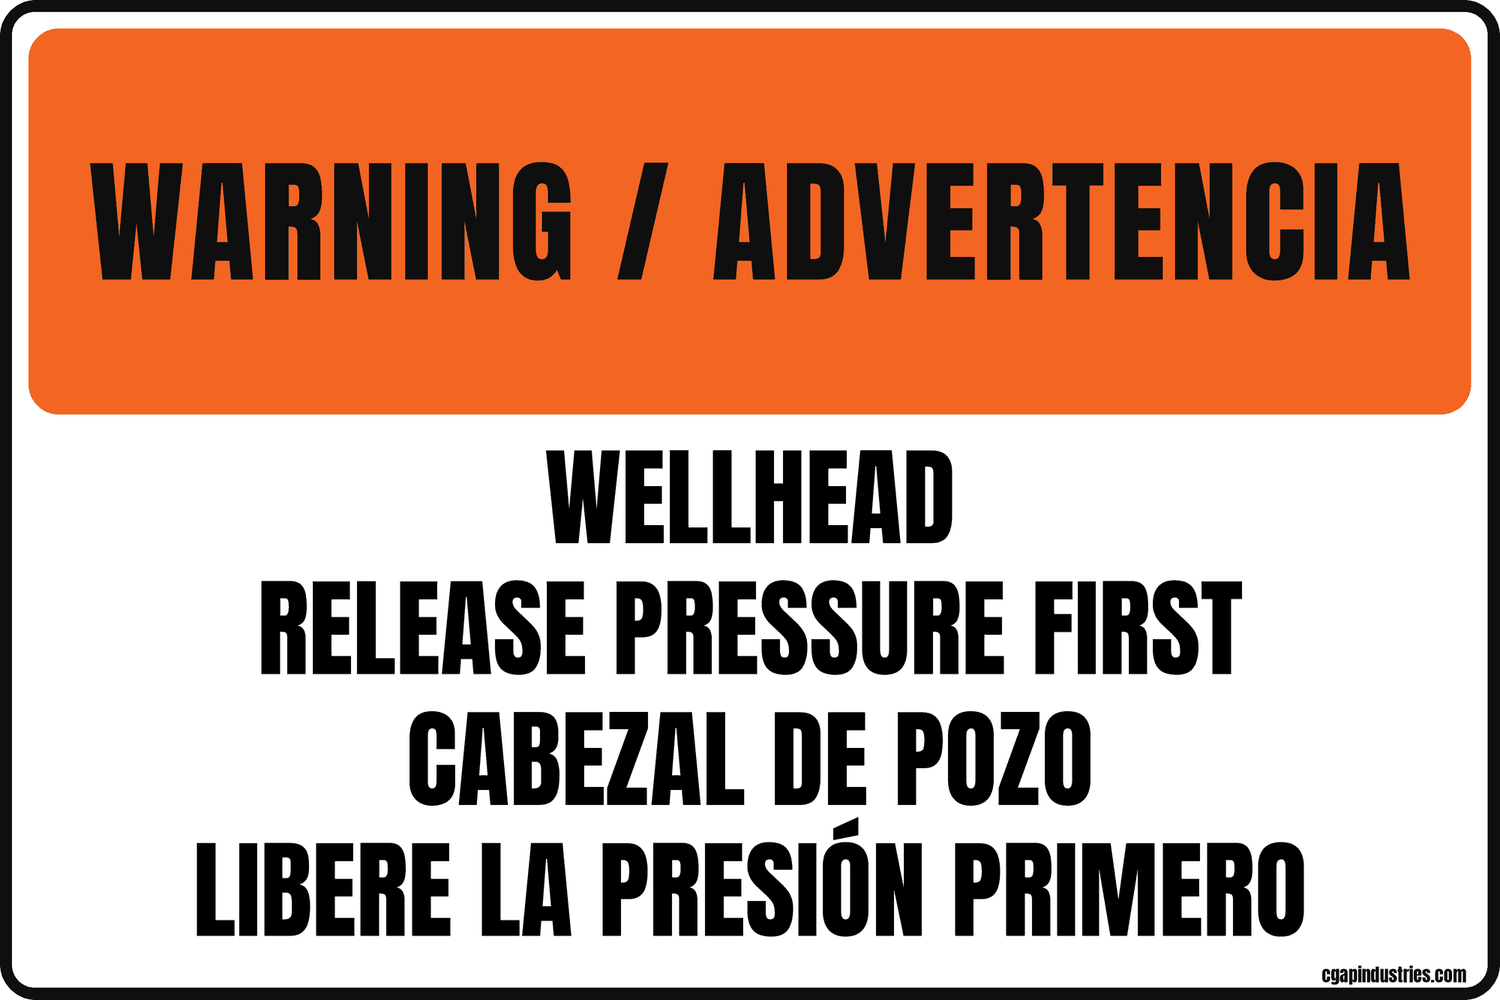 WARNING / ADVERTENCIA
WELLHEAD
RELEASE PRESSURE FIRST
CABEZAL DE POZO
LIBERE LA PRESIÓN PRIMERO
cgapindustries.com